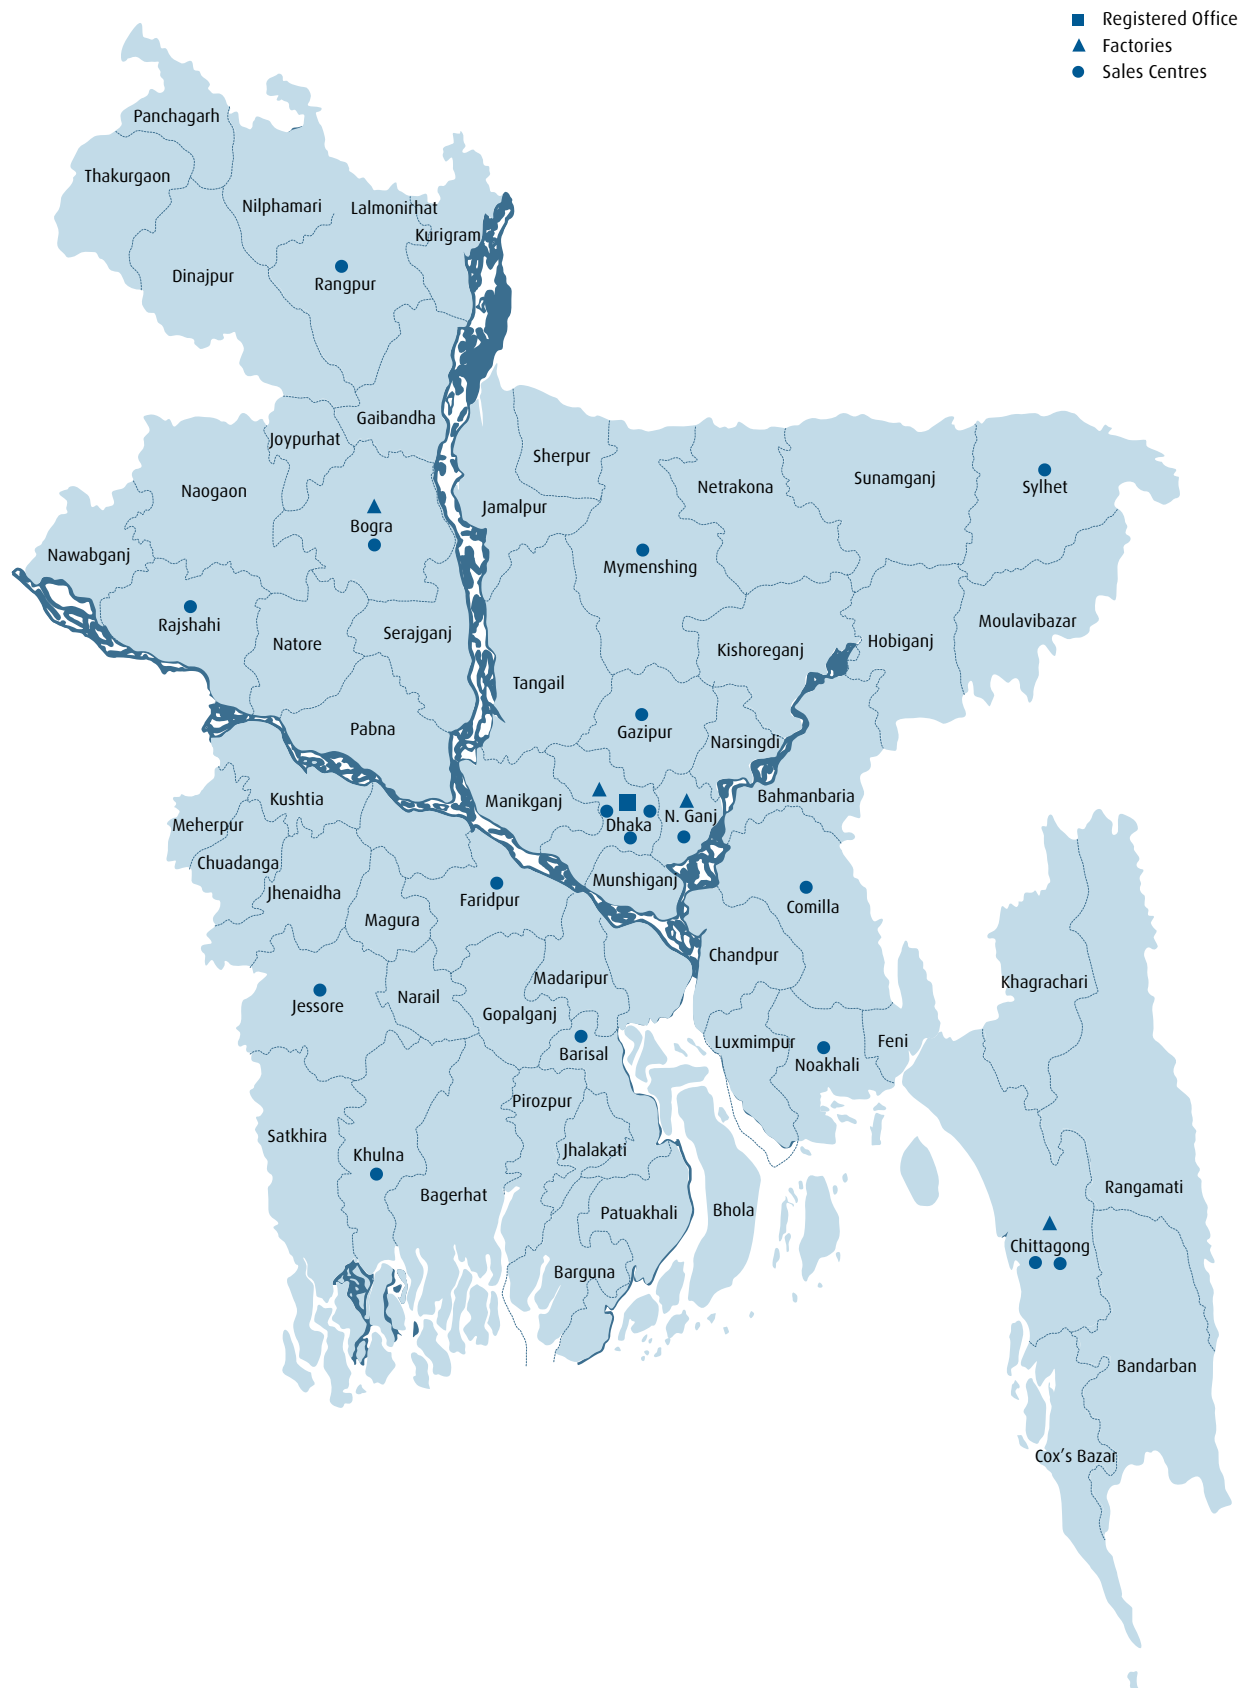 Registered Office
Factories
Sales Centres
Panchagarh
Thakurgaon
Nilphamari
Lalmonirhat
Kurigram
Dinajpur
Rangpur
Gaibandha
Joypurhat
Sherpur
Naogaon
Netrakona
Sunamganj
Sylhet
Jamalpur
Bogra
Nawabganj
Mymenshing
Rajshahi
Natore
Serajganj
Moulavibazar
Hobiganj
Kishoreganj
Tangail
Pabna
Gazipur
Narsingdi
Kushtia
Manikganj
Bahmanbaria
Meherpur
Dhaka
N. Ganj
Chuadanga
Jhenaidha
Munshiganj
Faridpur
Magura
Comilla
Chandpur
Madaripur
Khagrachari
Jessore
Narail
Gopalganj
Barisal
Luxmimpur
Feni
Noakhali
Pirozpur
Satkhira
Khulna
Jhalakati
Bagerhat
Patuakhali
Bhola
Rangamati
Chittagong
Barguna
Bandarban
Cox's Bazar